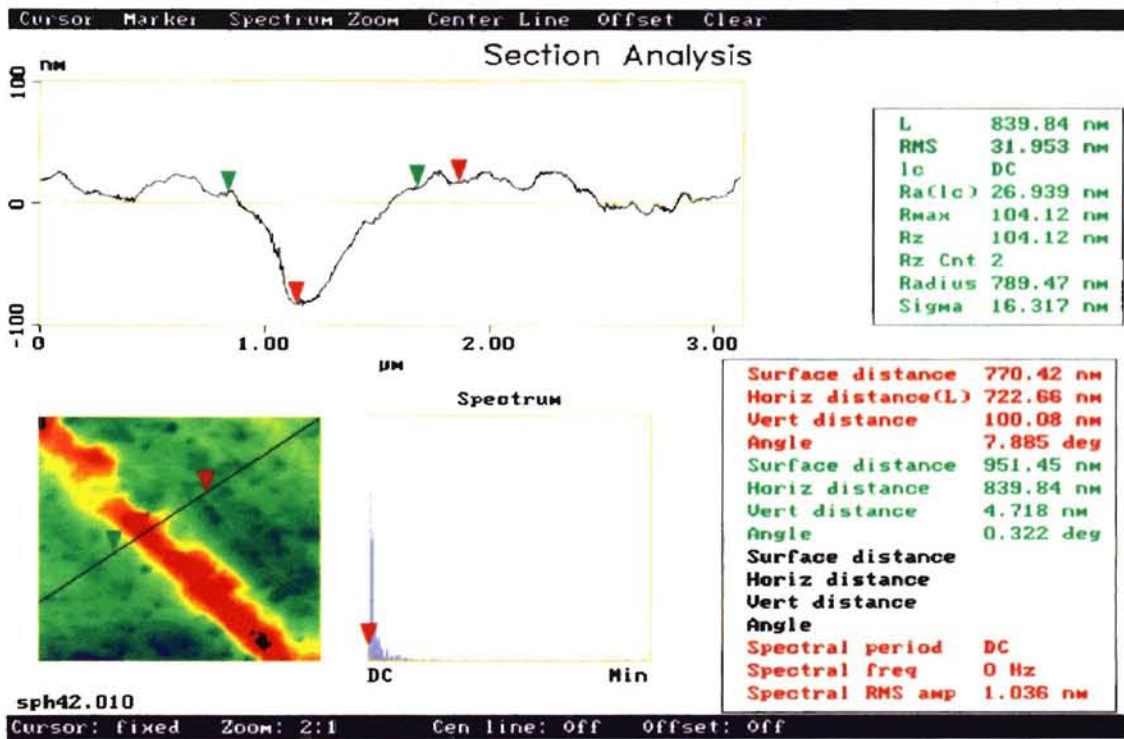 Cursor Marker Spectrum Zoom Center Line Offset Clear
Section Analysis
nm
100
0
-100
0 1.00 2.00 3.00
µm
L 839.84 nm
RMS 31.953 nm
lc DC
Ra(lc) 26.939 nm
Rmax 104.12 nm
Rz 104.12 nm
Rz Cnt 2
Radius 789.47 nm
Sigma 16.317 nm
Surface distance 770.42 nm
Horiz distance(L) 722.66 nm
Vert distance 100.08 nm
Angle 7.885 deg
Surface distance 951.45 nm
Horiz distance 839.84 nm
Vert distance 4.718 nm
Angle 0.322 deg
Surface distance
Horiz distance
Vert distance
Angle
Spectral period DC
Spectral freq 0 Hz
Spectral RMS amp 1.036 nm
Spectrum
DC Min
sph42.010
Cursor: fixed Zoom: 2:1 Cen line: Off Offset: Off